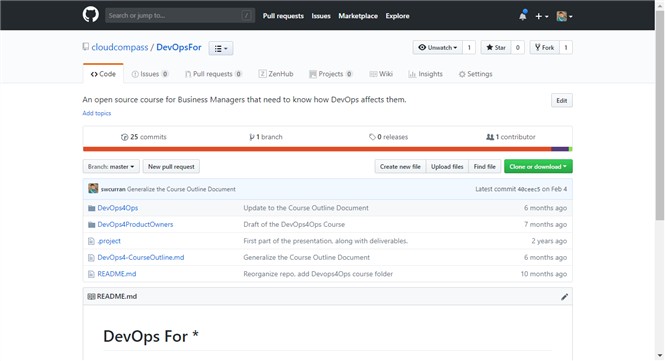 Search or jump to... /
Pull requests Issues Marketplace Explore
cloudcompass / DevOpsFor
Unwatch 1 Star 0 Fork 1
Code Issues 0 Pull requests 0 ZenHub Projects 0 Wiki Insights Settings
An open source course for Business Managers that need to know how DevOps affects them. Edit
Add topics
25 commits 1 branch 0 releases 1 contributor
Branch: master New pull request Create new file Upload files Find file Clone or download
swcurran Generalize the Course Outline Document Latest commit 48ceec5 on Feb 4
DevOps4Ops Update to the Course Outline Document 6 months ago
DevOps4ProductOwners Draft of the DevOps4Ops Course 7 months ago
.project First part of the presentation, along with deliverables. 2 years ago
DevOps4-CourseOutline.md Generalize the Course Outline Document 6 months ago
README.md Reorganize repo, add Devops4Ops course folder 10 months ago
README.md
DevOps For *